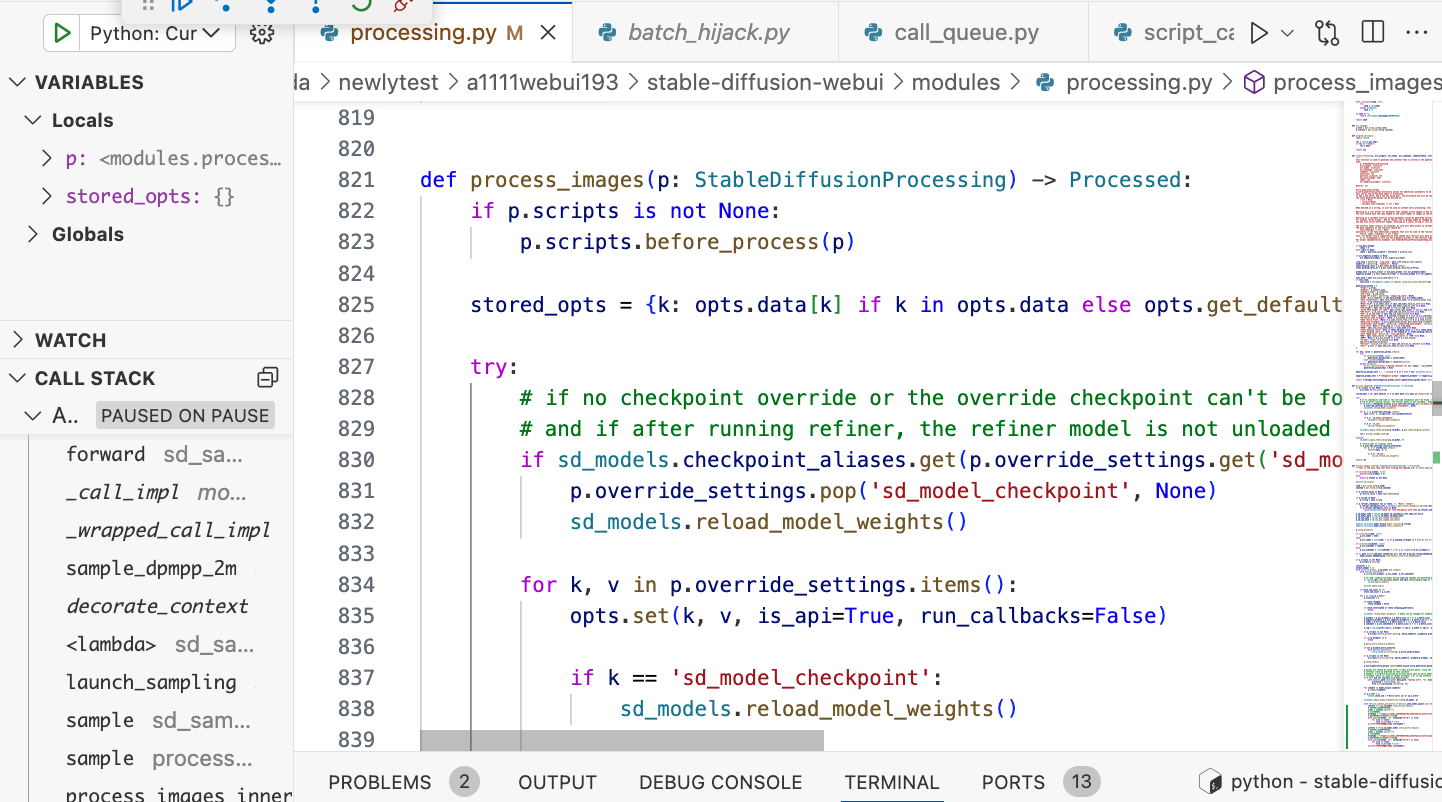 Python: Cur
processing.py M
batch_hijack.py
call_queue.py
script_ca
da > newlytest > a1111webui193 > stable-diffusion-webui > modules > processing.py > process_images
VARIABLES
Locals
p: <modules.proces…
stored_opts: {}
Globals
WATCH
CALL STACK
A… PAUSED ON PAUSE
forward sd_sa…
_call_impl mo…
_wrapped_call_impl
sample_dpmpp_2m
decorate_context
<lambda> sd_sa…
launch_sampling
sample sd_sam…
sample process…
process_images_inner
819
820
821 def process_images(p: StableDiffusionProcessing) -> Processed:
822 if p.scripts is not None:
823 p.scripts.before_process(p)
824
825 stored_opts = {k: opts.data[k] if k in opts.data else opts.get_default
826
827 try:
828 # if no checkpoint override or the override checkpoint can't be fo
829 # and if after running refiner, the refiner model is not unloaded
830 if sd_models.checkpoint_aliases.get(p.override_settings.get('sd_mo
831 p.override_settings.pop('sd_model_checkpoint', None)
832 sd_models.reload_model_weights()
833
834 for k, v in p.override_settings.items():
835 opts.set(k, v, is_api=True, run_callbacks=False)
836
837 if k == 'sd_model_checkpoint':
838 sd_models.reload_model_weights()
839
PROBLEMS 2 OUTPUT DEBUG CONSOLE TERMINAL PORTS 13 python - stable-diffusio